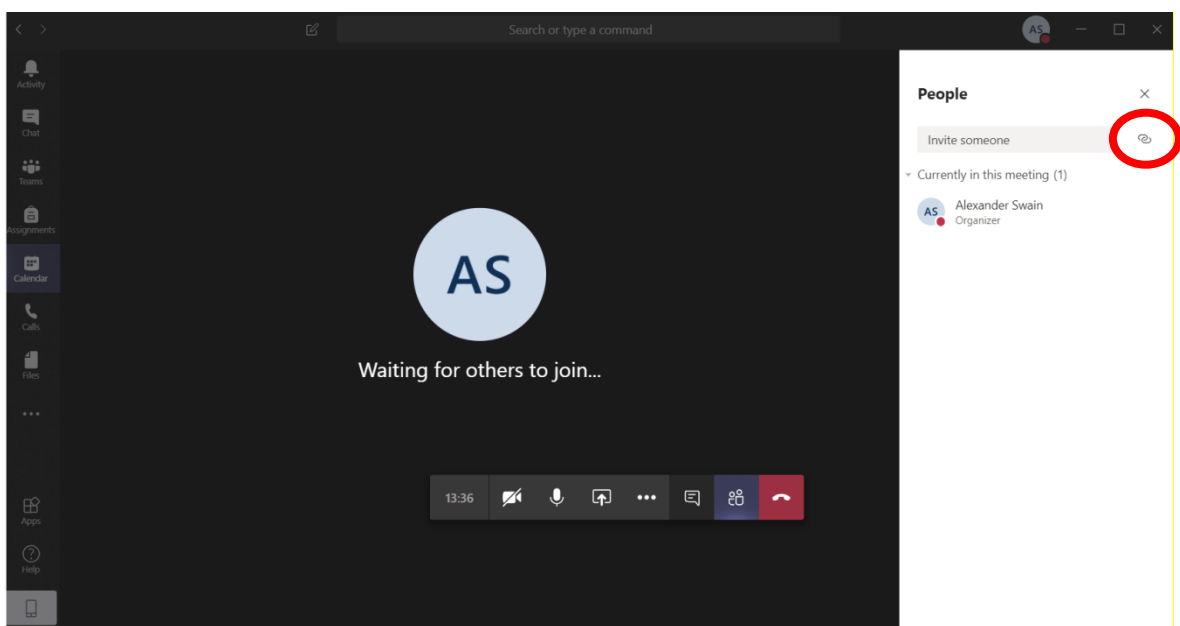 Search or type a command
AS
Activity
Chat
Teams
Assignments
Calendar
Calls
Files
Apps
Help
AS
Waiting for others to join...
13:36
People
Invite someone
Currently in this meeting (1)
AS
Alexander Swain
Organizer